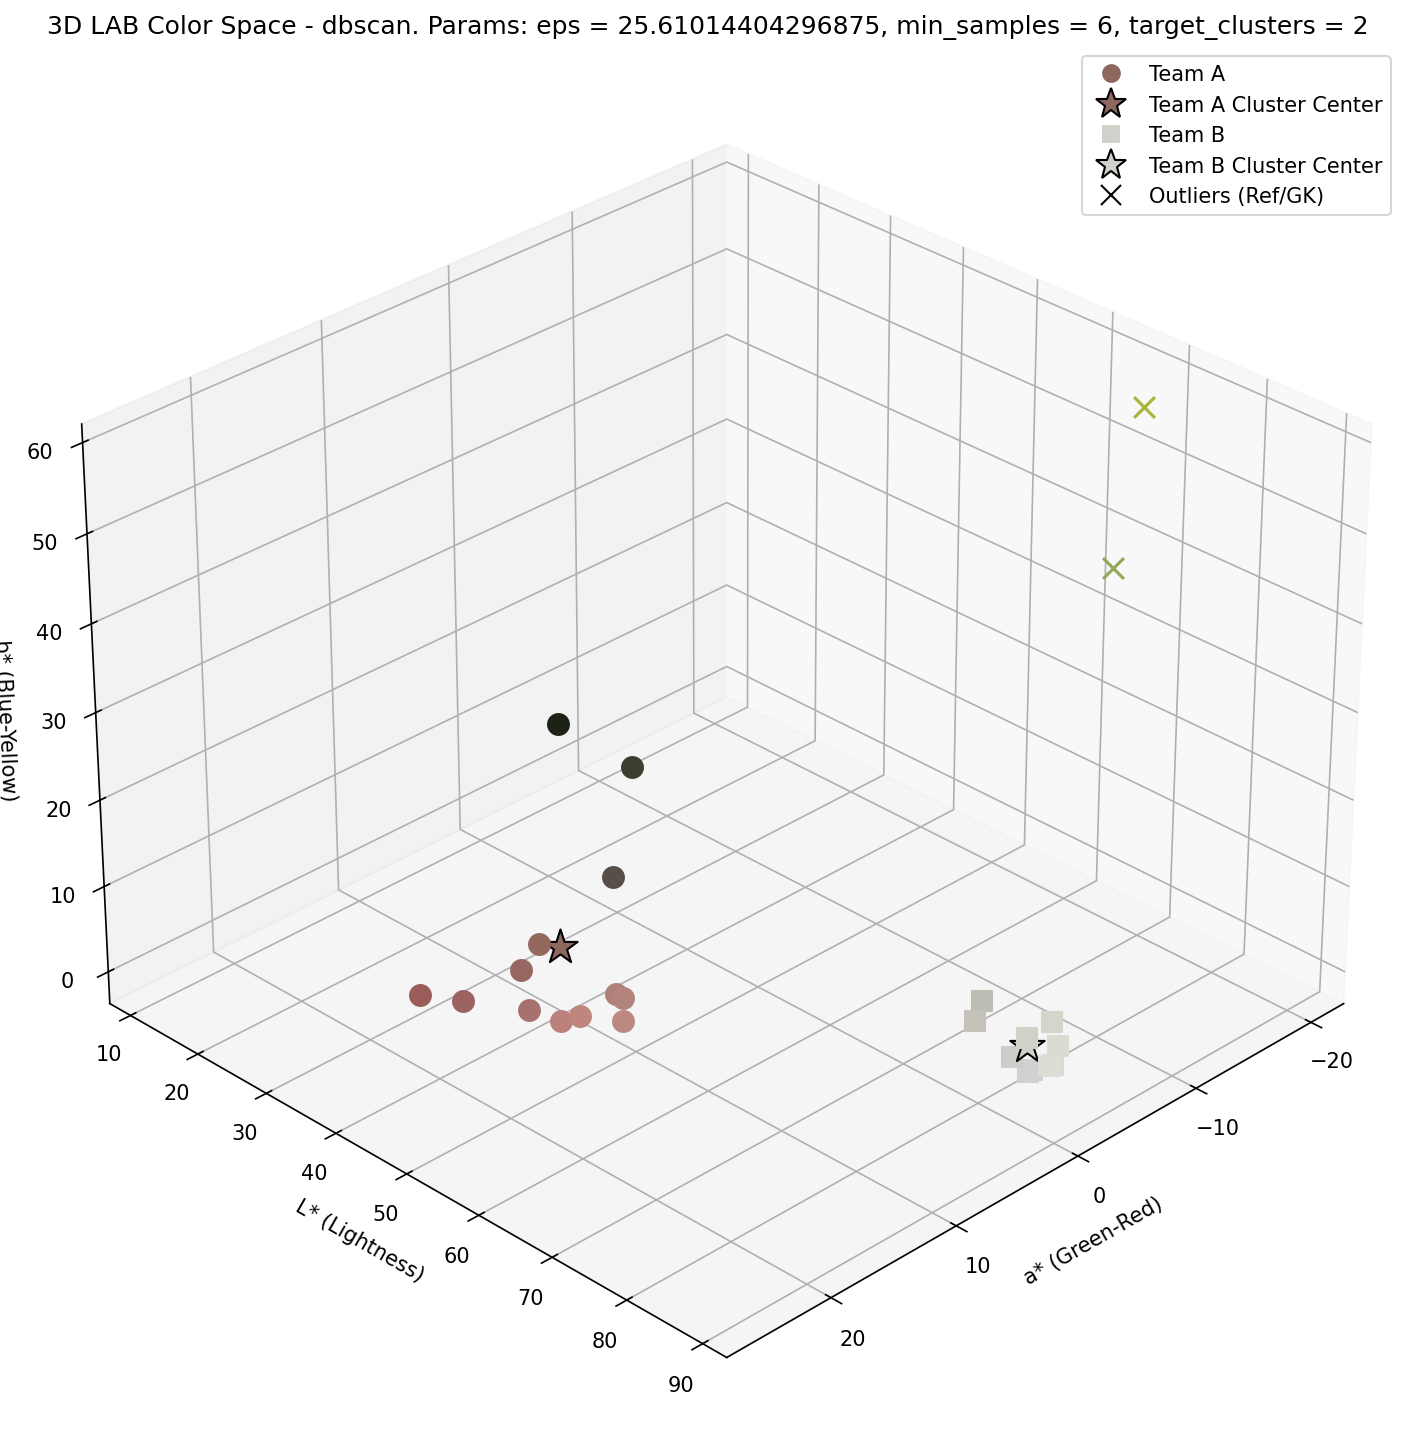 3D LAB Color Space - dbscan. Params: eps = 25.61014404296875, min_samples = 6, target_clusters = 2
Team A
Team A Cluster Center
Team B
Team B Cluster Center
Outliers (Ref/GK)
60
50
40
30
20
10
0
b* (Blue-Yellow)
10
20
30
40
50
60
70
80
90
L* (Lightness)
−20
−10
0
10
20
a* (Green-Red)